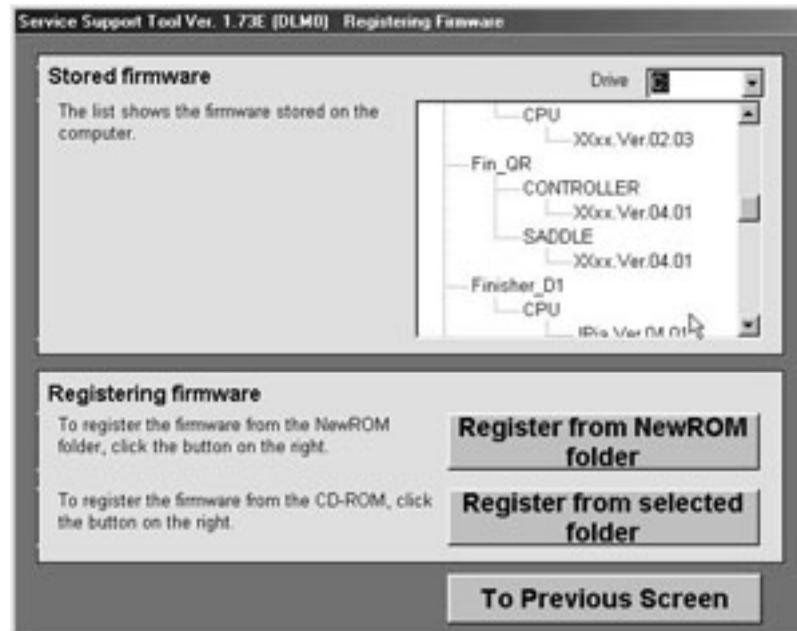 Service Support Tool Ver. 1.73E (DLM0) Registering Firmware
Stored firmware
Drive
The list shows the firmware stored on the
computer.
CPU
XXxx.Ver.02.03
Fin_QR
CONTROLLER
XXxx.Ver.04.01
SADDLE
XXxx.Ver.04.01
Finisher_D1
CPU
Ver.04.01
Registering firmware
To register the firmware from the NewROM
folder, click the button on the right.
Register from NewROM
folder
To register the firmware from the CD-ROM, click
the button on the right.
Register from selected
folder
To Previous Screen